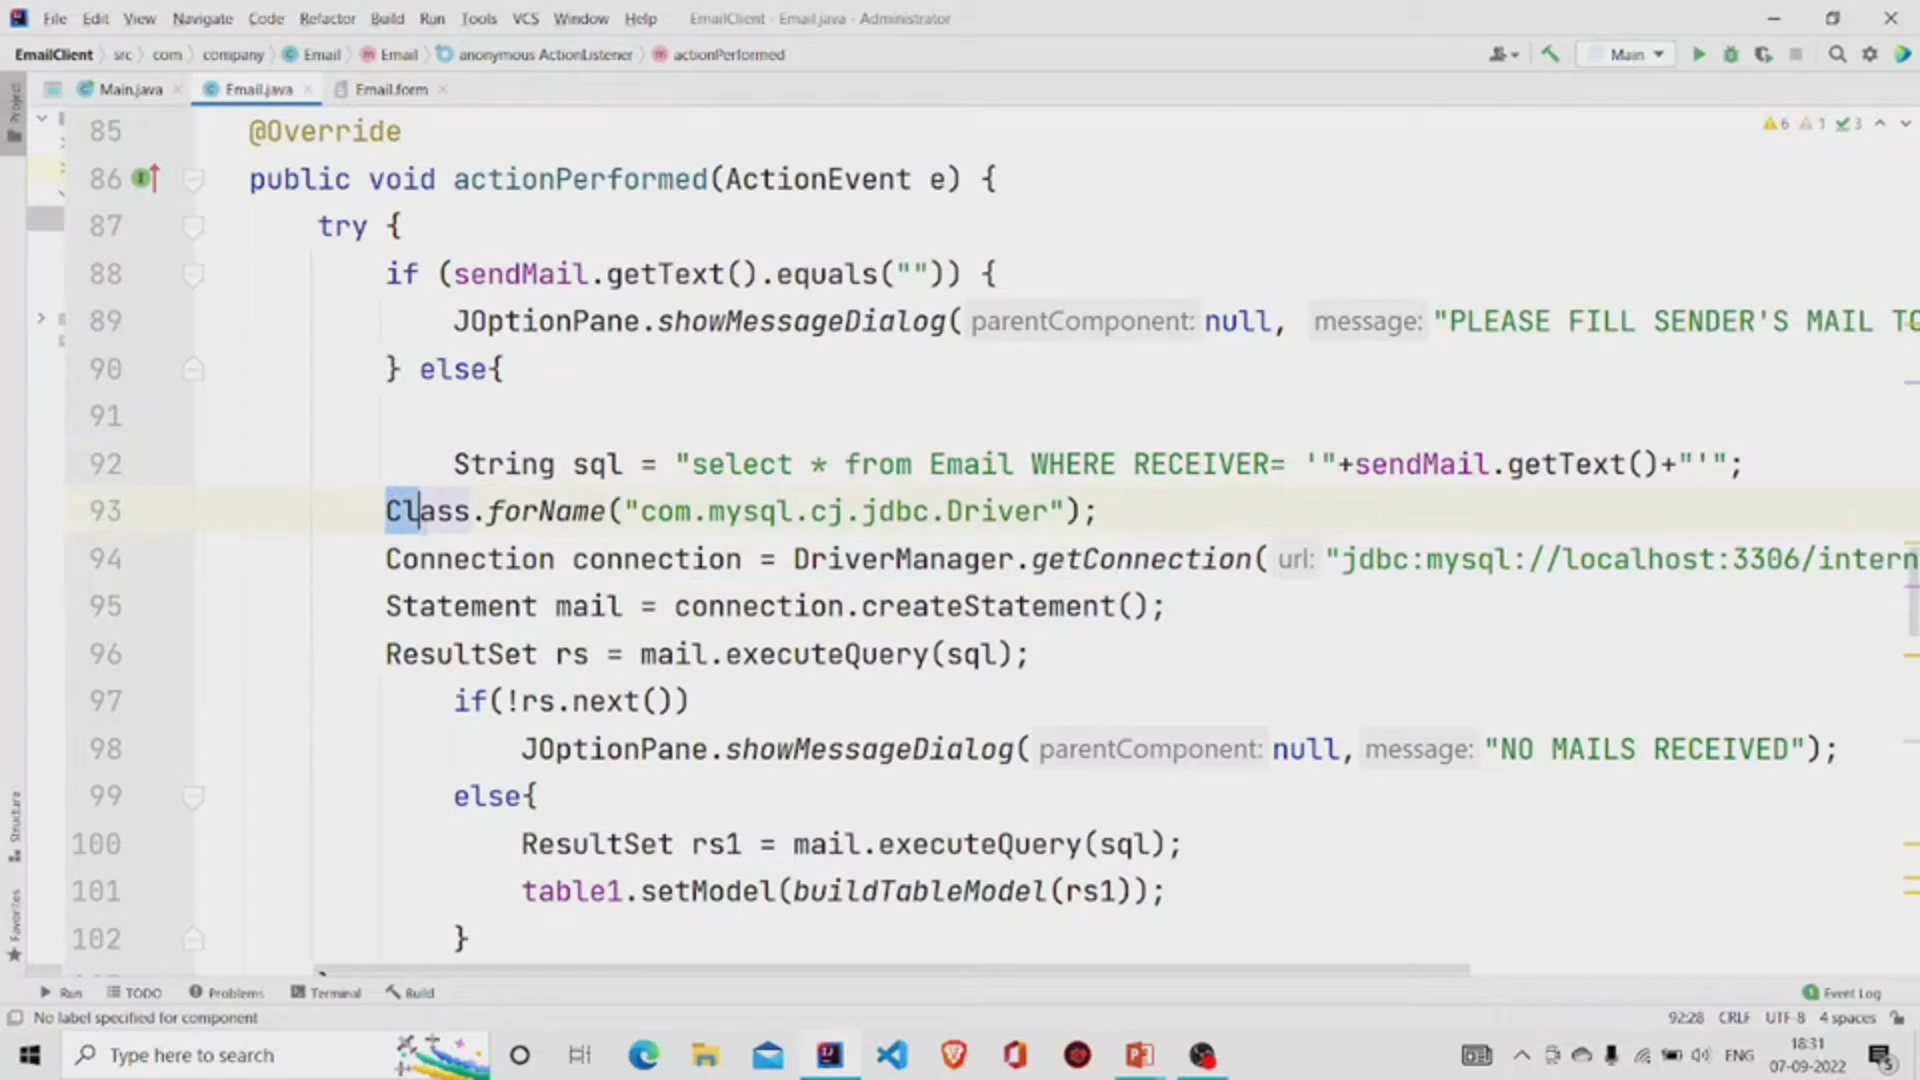 File Edit View Navigate Code Refactor Build Run Tools VCS Window Help EmailClient - Email.java - Administrator
EmailClient src com company Email Email anonymous ActionListener actionPerformed Main
Project
Main.java Email.java Email.form
6 1 3
85 @Override
86 public void actionPerformed(ActionEvent e) {
87 try {
88 if (sendMail.getText().equals("")) {
89 JOptionPane.showMessageDialog( parentComponent: null, message: "PLEASE FILL SENDER'S MAIL TO
90 } else{
91
92 String sql = "select * from Email WHERE RECEIVER= '"+sendMail.getText()+"'";
93 Class.forName("com.mysql.cj.jdbc.Driver");
94 Connection connection = DriverManager.getConnection( url: "jdbc:mysql://localhost:3306/intern
95 Statement mail = connection.createStatement();
96 ResultSet rs = mail.executeQuery(sql);
97 if(!rs.next())
98 JOptionPane.showMessageDialog( parentComponent: null, message: "NO MAILS RECEIVED");
99 else{
100 ResultSet rs1 = mail.executeQuery(sql);
101 table1.setModel(buildTableModel(rs1));
102 }
Structure
Favorites
Run TODO Problems Terminal Build Event Log
No label specified for component 92:28 CRLF UTF-8 4 spaces
Type here to search ENG 18:31
07-09-2022 5